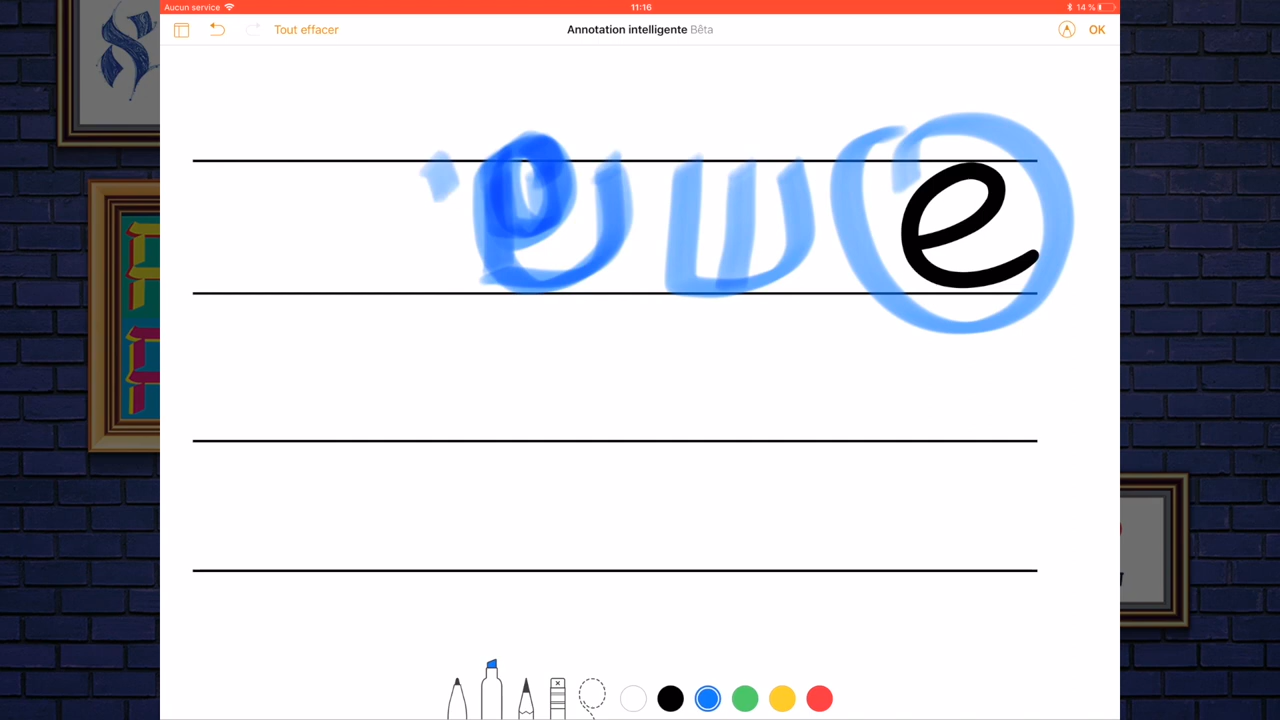 Aucun service 11:16 14 %
Tout effacer Annotation intelligente Bêta OK
e ש ש